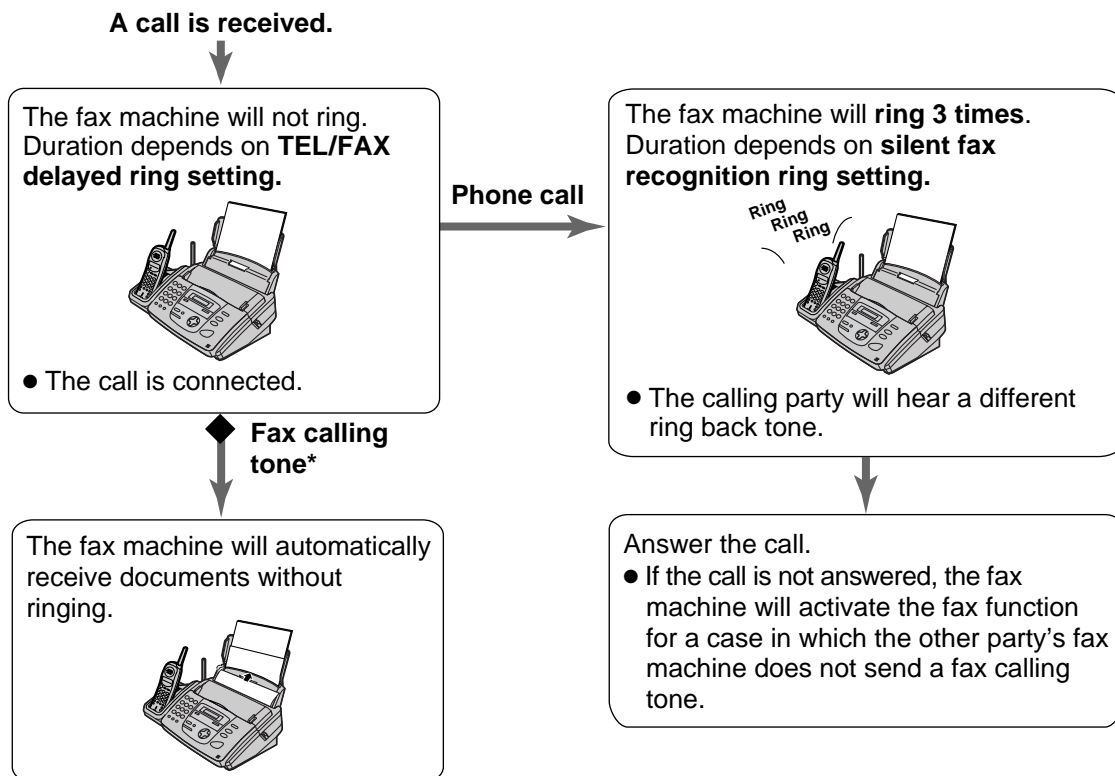 A call is received.
The fax machine will not ring.
Duration depends on TEL/FAX
delayed ring setting.
● The call is connected.
Phone call
The fax machine will ring 3 times.
Duration depends on silent fax
recognition ring setting.
Ring
Ring
Ring
● The calling party will hear a different
ring back tone.
Fax calling
tone*
The fax machine will automatically
receive documents without
ringing.
Answer the call.
● If the call is not answered, the fax
machine will activate the fax function
for a case in which the other party's fax
machine does not send a fax calling
tone.